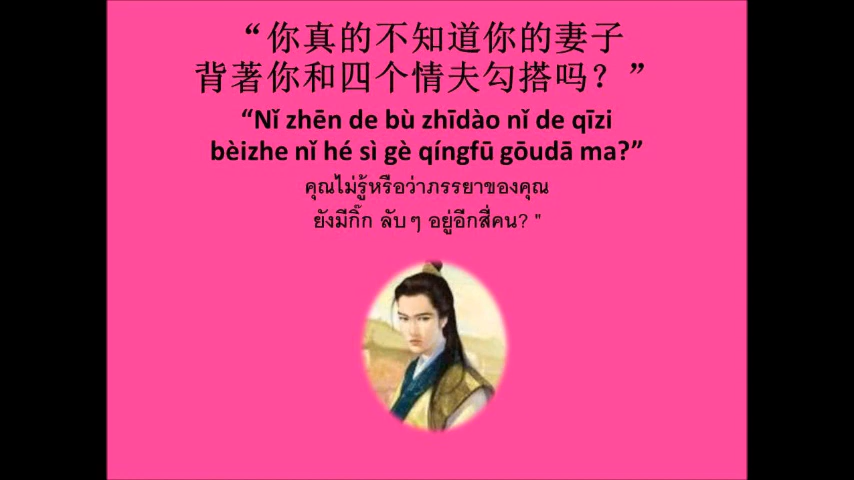 “你真的不知道你的妻子
背著你和四个情夫勾搭吗？”
“Nǐ zhēn de bù zhīdào nǐ de qīzi
bèizhe nǐ hé sì gè qíngfū gōudā ma?”
คุณไม่รู้หรือว่าภรรยาของคุณ
ยังมีกิ๊ก ลับๆ อยู่อีกสี่คน? "